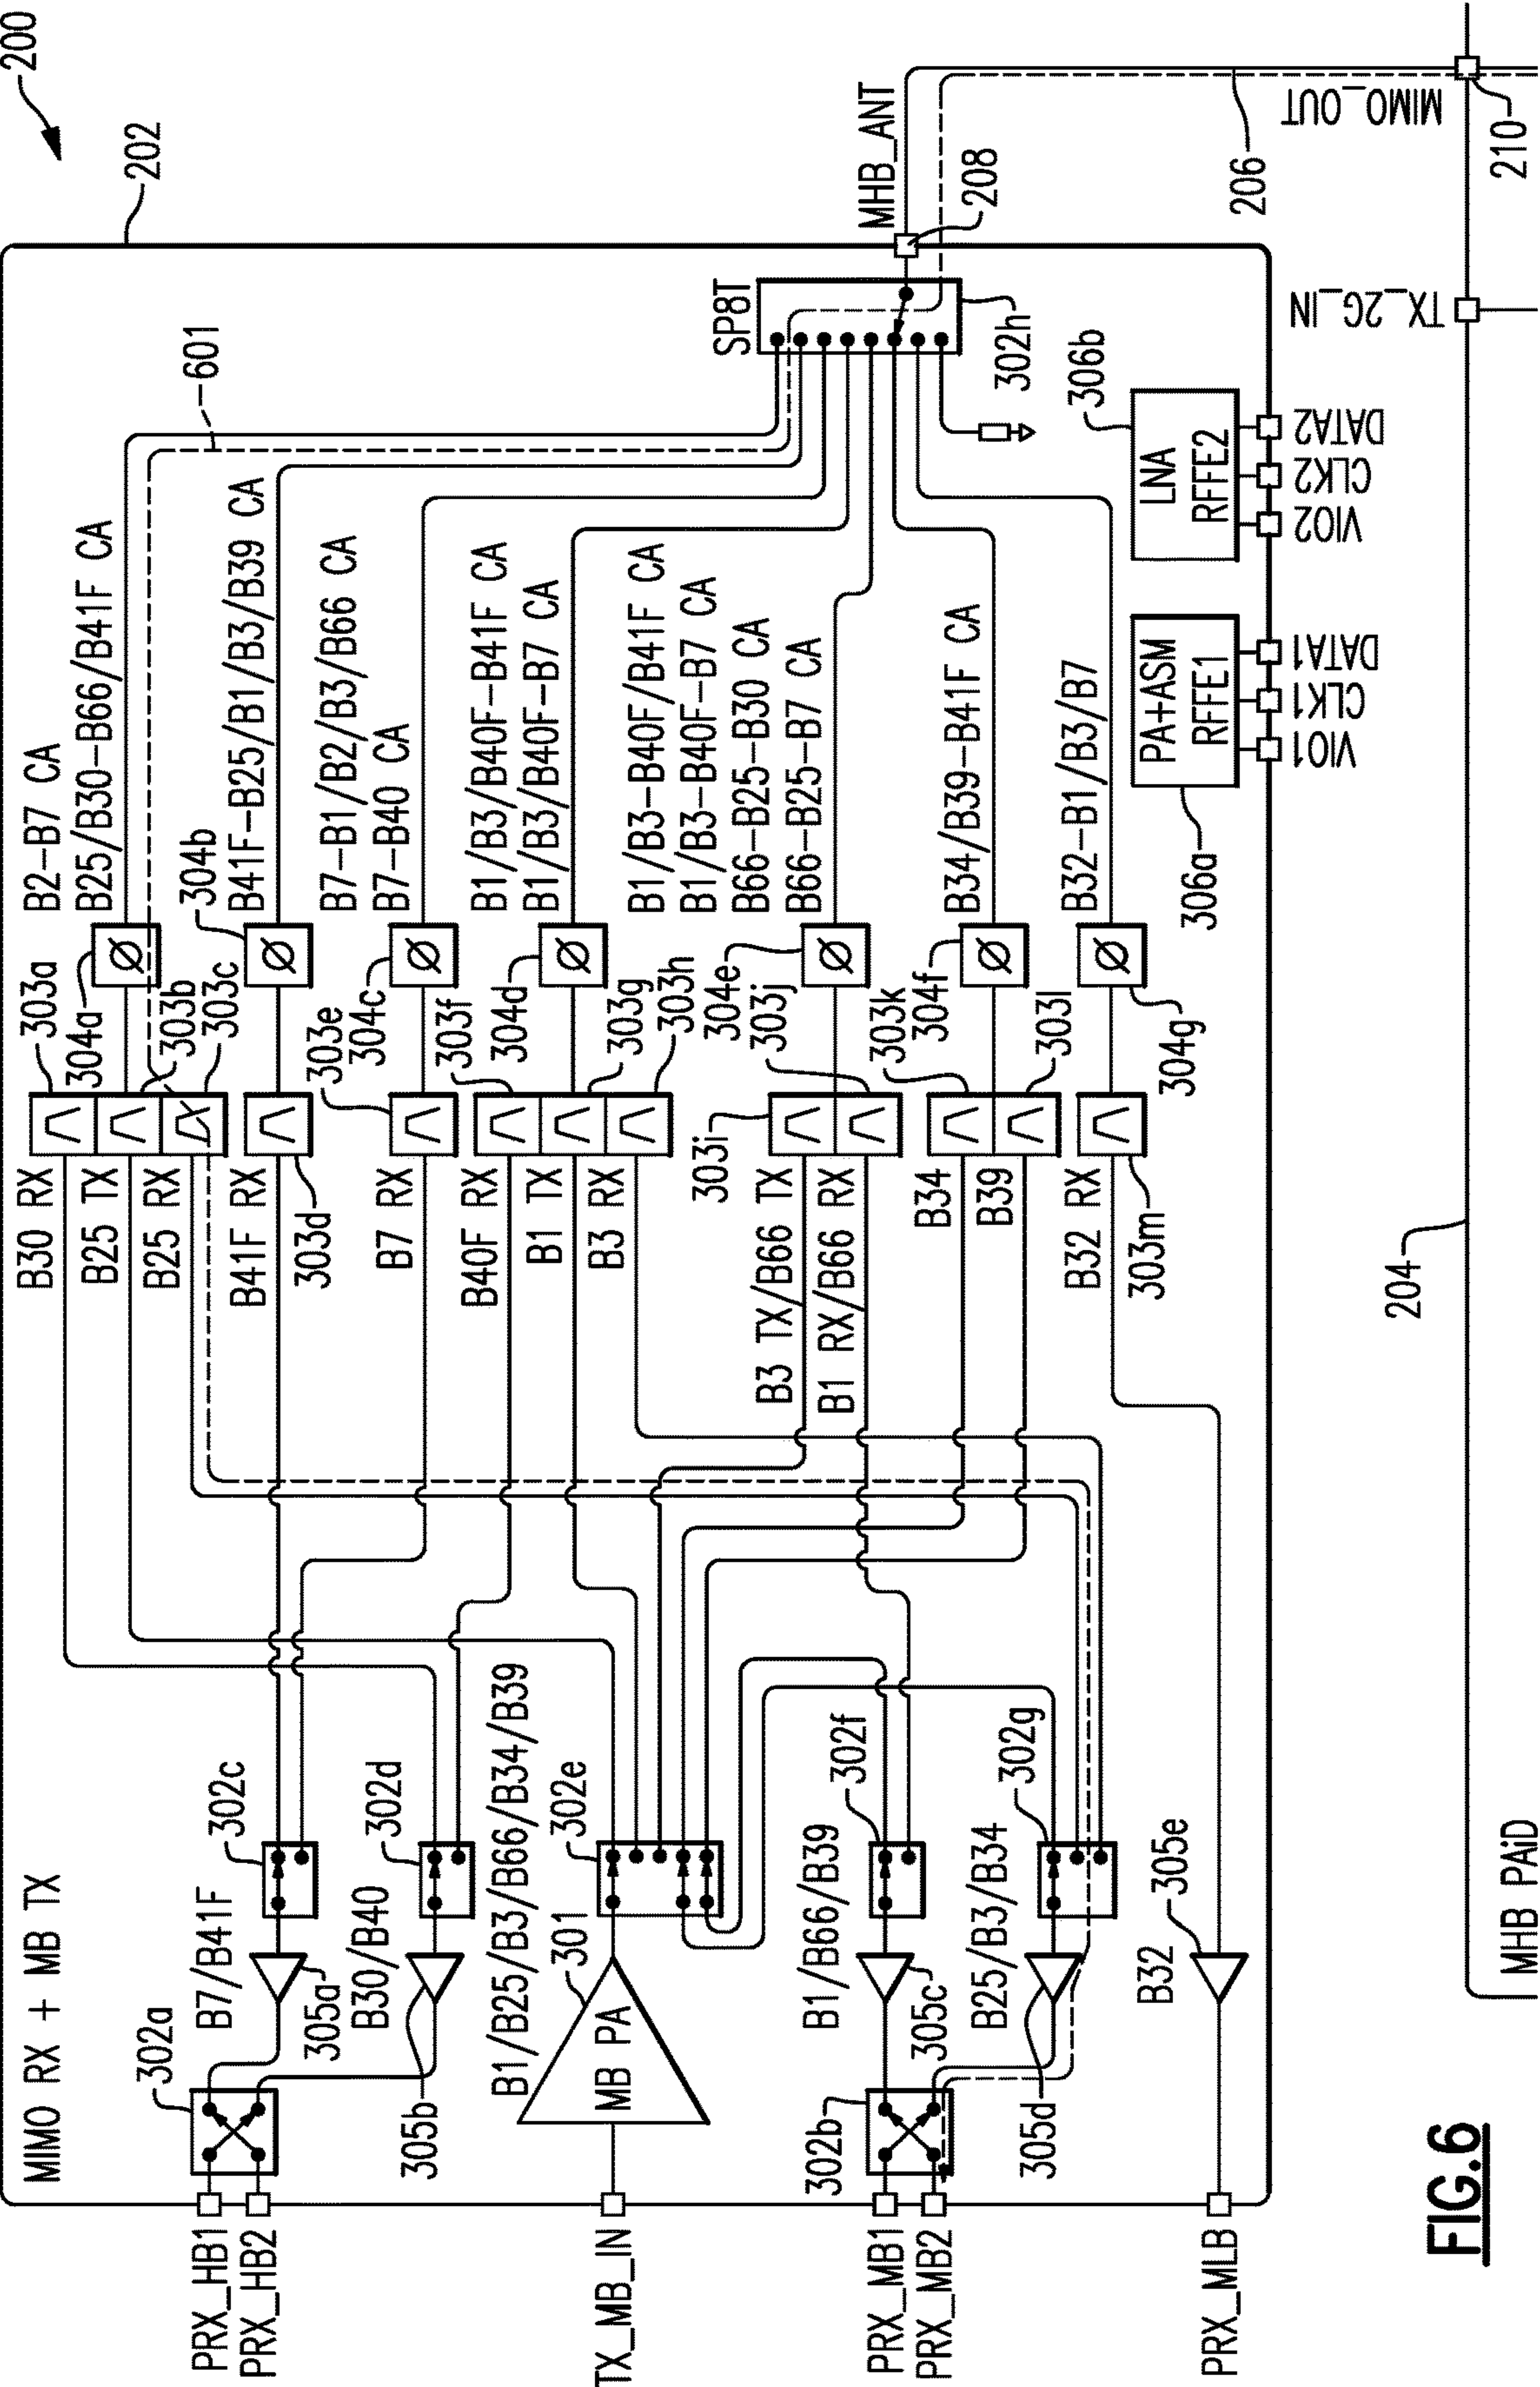 200
202
MIMO RX + MB TX
PRX_HB1
PRX_HB2
302a
B7/B41F
305a
302c
B30/B40
305b
302d
TX_MB_IN
MB PA
301
B1/B25/B3/B66/B34/B39
302e
PRX_MB1
PRX_MB2
302b
B1/B66/B39
305c
302f
B25/B3/B34
305d
302g
PRX_MLB
B32
305e
B30 RX
B25 TX
B25 RX
B41F RX
303d
B7 RX
B40F RX
B1 TX
B3 RX
B3 TX/B66 TX
B1 RX/B66 RX
B34
B39
B32 RX
303a
304a
303b
303c
304b
303e
304c
303f
304d
303g
303h
303i
304e
303j
303k
304f
303l
303m
304g
B2-B7 CA
B25/B30-B66/B41F CA
B41F-B25/B1/B3/B39 CA
B7-B1/B2/B3/B66 CA
B7-B40 CA
B1/B3/B40F-B41F CA
B1/B3/B40F-B7 CA
B1/B3-B40F/B41F CA
B1/B3-B40F-B7 CA
B66-B25-B30 CA
B66-B25-B7 CA
B34/B39-B41F CA
B32-B1/B3/B7
601
SP8T
302h
MHB_ANT
208
206
PA+ASM
RFFE1
306a
VIO1
CLK1
DATA1
LNA
RFFE2
306b
VIO2
CLK2
DATA2
TX_2G_IN
MIMO_OUT
210
204
MHB PAiD
FIG.6